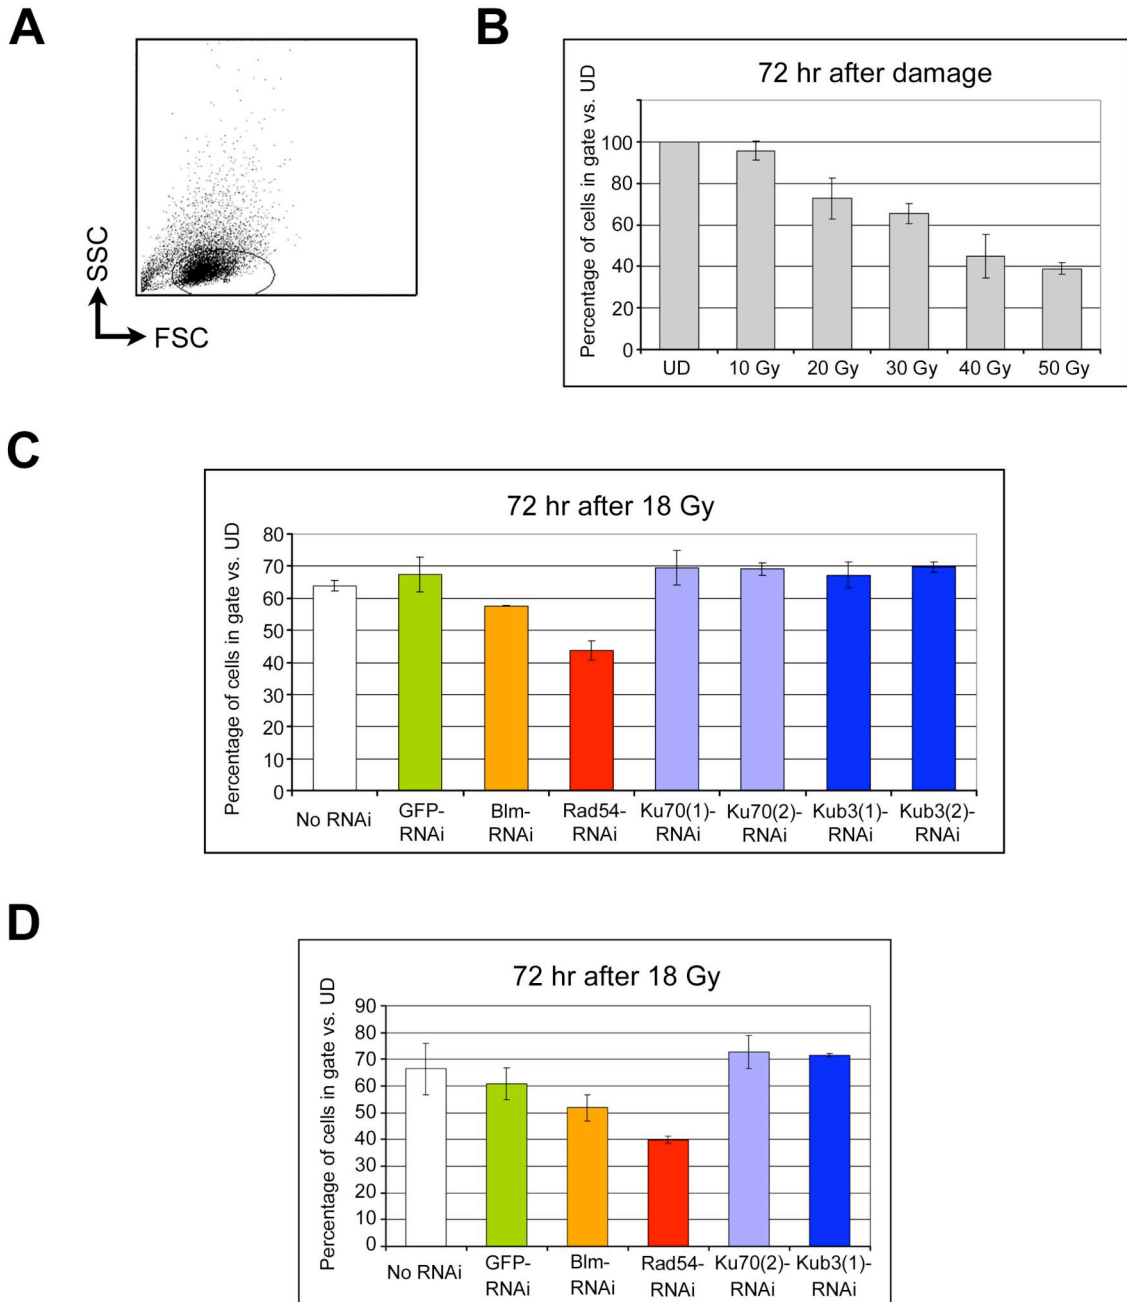 A
SSC
FSC
B
72 hr after damage
Percentage of cells in gate vs. UD
100
80
60
40
20
0
UD 10 Gy 20 Gy 30 Gy 40 Gy 50 Gy
C
72 hr after 18 Gy
Percentage of cells in gate vs. UD
80
70
60
50
40
30
20
10
0
No RNAi GFP- Blm- Rad54- Ku70(1)- Ku70(2)- Kub3(1)- Kub3(2)-
RNAi RNAi RNAi RNAi RNAi RNAi RNAi
D
72 hr after 18 Gy
Percentage of cells in gate vs. UD
90
80
70
60
50
40
30
20
10
0
No RNAi GFP- Blm- Rad54- Ku70(2)- Kub3(1)-
RNAi RNAi RNAi RNAi RNAi